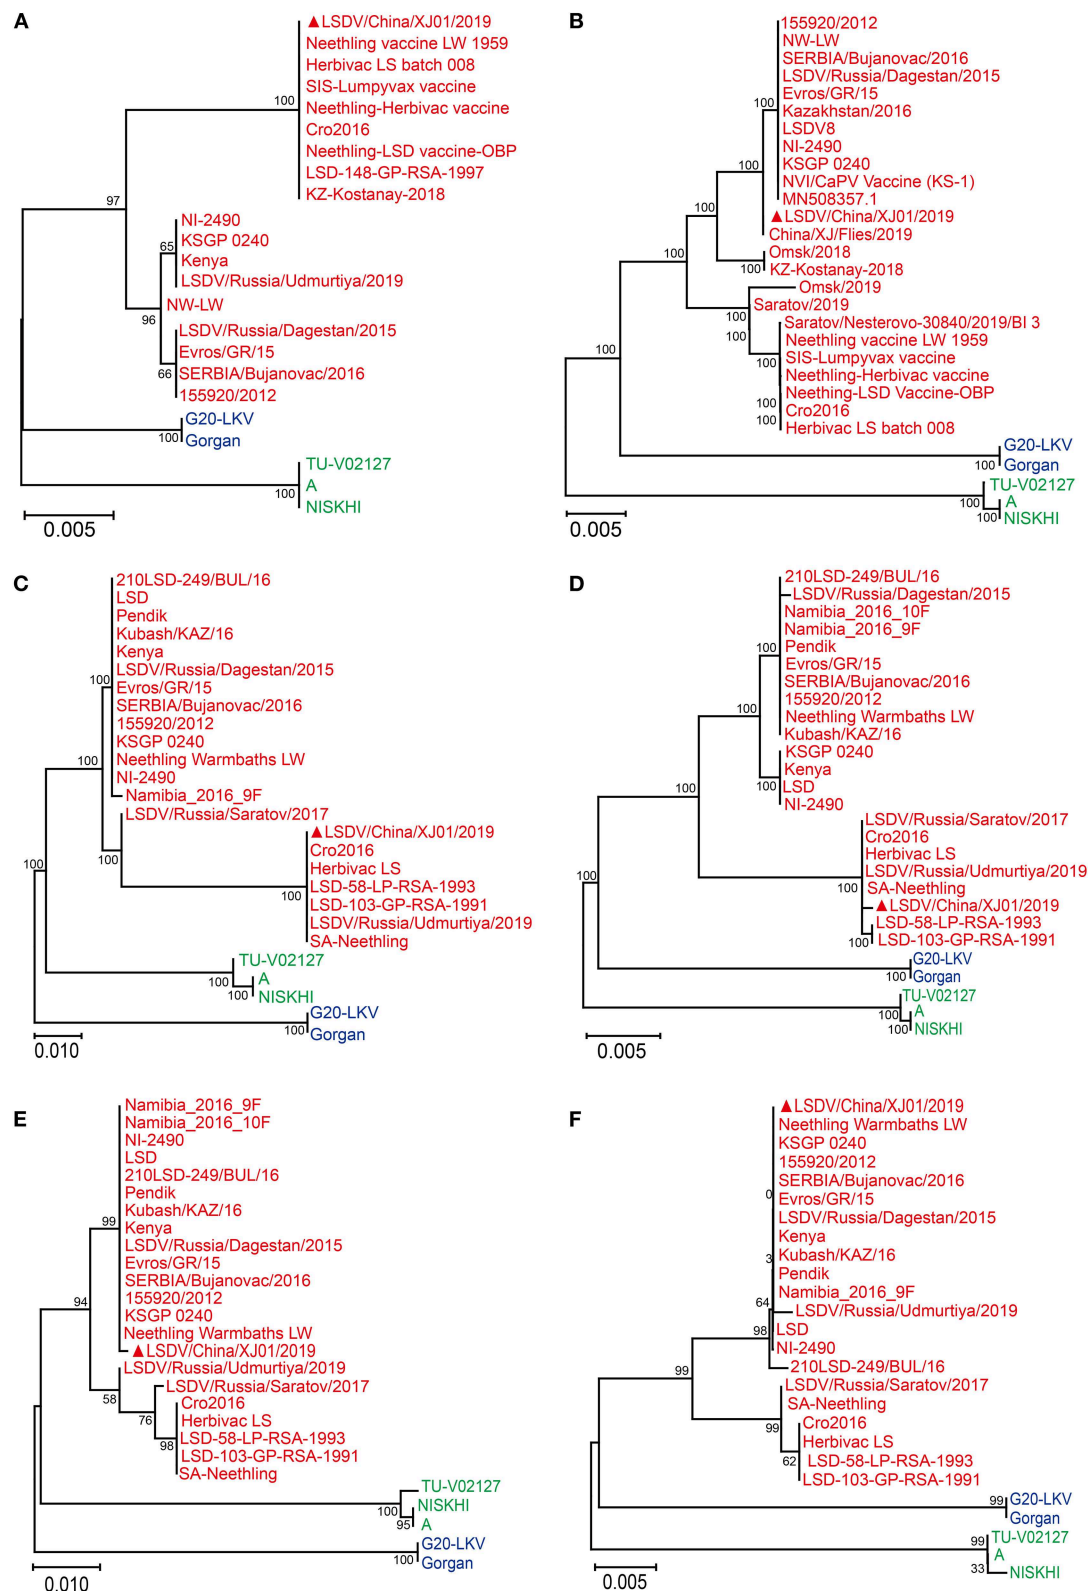 A
▲LSDV/China/XJ01/2019
Neethling vaccine LW 1959
Herbivac LS batch 008
SIS-Lumpyvax vaccine
100
Neethling-Herbivac vaccine
Cro2016
Neethling-LSD vaccine-OBP
LSD-148-GP-RSA-1997
KZ-Kostanay-2018
97
NI-2490
65
KSGP 0240
Kenya
LSDV/Russia/Udmurtiya/2019
NW-LW
96
LSDV/Russia/Dagestan/2015
Evros/GR/15
66
SERBIA/Bujanovac/2016
155920/2012
G20-LKV
100
Gorgan
TU-V02127
A
100
NISKHI
0.005
B
155920/2012
NW-LW
SERBIA/Bujanovac/2016
LSDV/Russia/Dagestan/2015
Evros/GR/15
100
Kazakhstan/2016
LSDV8
NI-2490
100
KSGP 0240
NVI/CaPV Vaccine (KS-1)
MN508357.1
100
▲LSDV/China/XJ01/2019
China/XJ/Flies/2019
100
Omsk/2018
100
KZ-Kostanay-2018
Omsk/2019
Saratov/2019
100
Saratov/Nesterovo-30840/2019/BI 3
100
Neethling vaccine LW 1959
100
SIS-Lumpyvax vaccine
Neethling-Herbivac vaccine
Neething-LSD Vaccine-OBP
100
Cro2016
100
Herbivac LS batch 008
G20-LKV
100
Gorgan
TU-V02127
100
A
100
NISKHI
0.005
C
210LSD-249/BUL/16
LSD
Pendik
Kubash/KAZ/16
Kenya
LSDV/Russia/Dagestan/2015
100
Evros/GR/15
SERBIA/Bujanovac/2016
155920/2012
KSGP 0240
100
Neethling Warmbaths LW
NI-2490
Namibia_2016_9F
LSDV/Russia/Saratov/2017
▲LSDV/China/XJ01/2019
100
Cro2016
100
Herbivac LS
100
LSD-58-LP-RSA-1993
LSD-103-GP-RSA-1991
LSDV/Russia/Udmurtiya/2019
SA-Neethling
TU-V02127
100
A
100
NISKHI
G20-LKV
100
Gorgan
0.010
D
210LSD-249/BUL/16
LSDV/Russia/Dagestan/2015
Namibia_2016_10F
Namibia_2016_9F
100
Pendik
Evros/GR/15
SERBIA/Bujanovac/2016
155920/2012
100
Neethling Warmbaths LW
Kubash/KAZ/16
KSGP 0240
Kenya
100
LSD
100
NI-2490
LSDV/Russia/Saratov/2017
Cro2016
Herbivac LS
100
LSDV/Russia/Udmurtiya/2019
100
SA-Neethling
▲LSDV/China/XJ01/2019
LSD-58-LP-RSA-1993
100
LSD-103-GP-RSA-1991
G20-LKV
100
Gorgan
TU-V02127
100
A
100
NISKHI
0.005
E
Namibia_2016_9F
Namibia_2016_10F
NI-2490
LSD
210LSD-249/BUL/16
Pendik
Kubash/KAZ/16
99
Kenya
LSDV/Russia/Dagestan/2015
Evros/GR/15
SERBIA/Bujanovac/2016
94
155920/2012
KSGP 0240
Neethling Warmbaths LW
▲LSDV/China/XJ01/2019
LSDV/Russia/Udmurtiya/2019
58
LSDV/Russia/Saratov/2017
Cro2016
76
Herbivac LS
98
LSD-58-LP-RSA-1993
LSD-103-GP-RSA-1991
SA-Neethling
TU-V02127
100
NISKHI
95
A
G20-LKV
100
Gorgan
0.010
F
▲LSDV/China/XJ01/2019
Neethling Warmbaths LW
KSGP 0240
155920/2012
SERBIA/Bujanovac/2016
0
Evros/GR/15
LSDV/Russia/Dagestan/2015
Kenya
3
Kubash/KAZ/16
Pendik
Namibia_2016_9F
64
LSDV/Russia/Udmurtiya/2019
98
LSD
NI-2490
99
210LSD-249/BUL/16
LSDV/Russia/Saratov/2017
SA-Neethling
99
Cro2016
Herbivac LS
62
LSD-58-LP-RSA-1993
LSD-103-GP-RSA-1991
99
G20-LKV
Gorgan
99
TU-V02127
A
33
NISKHI
0.005